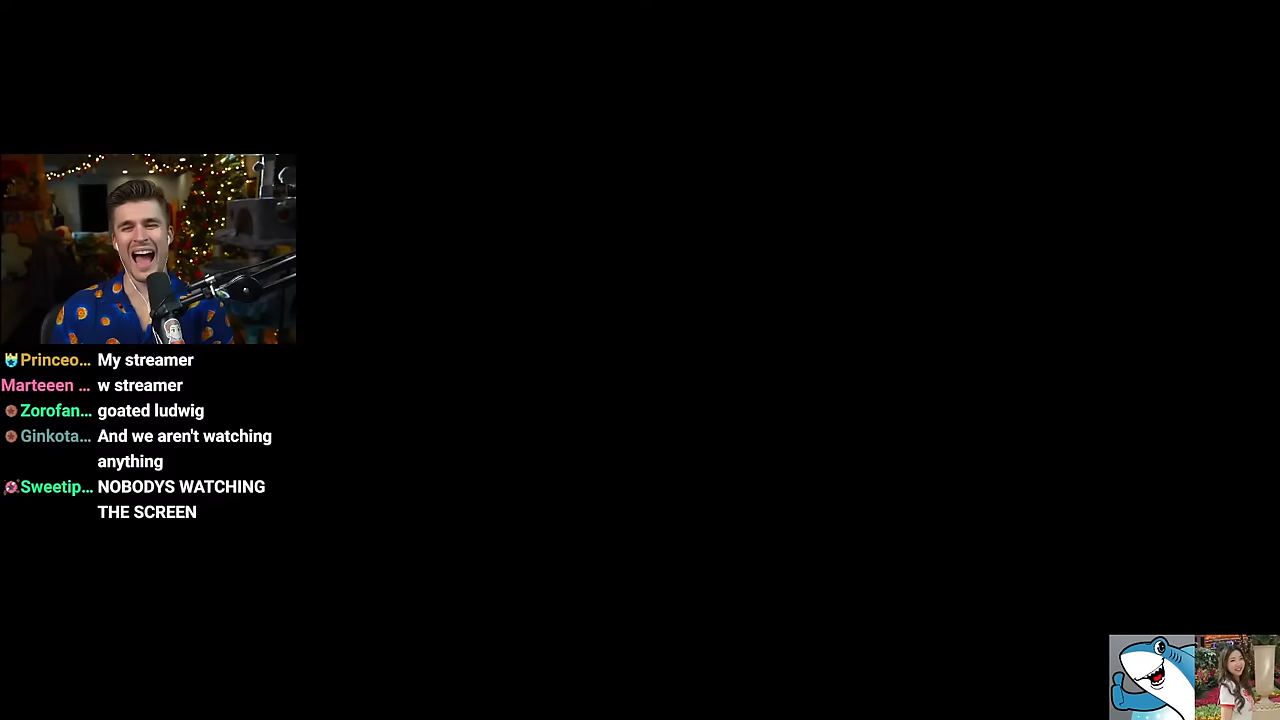 Princeo... My streamer
Marteeen ... w streamer
Zorofan... goated ludwig
Ginkota... And we aren't watching
anything
Sweetip... NOBODYS WATCHING
THE SCREEN